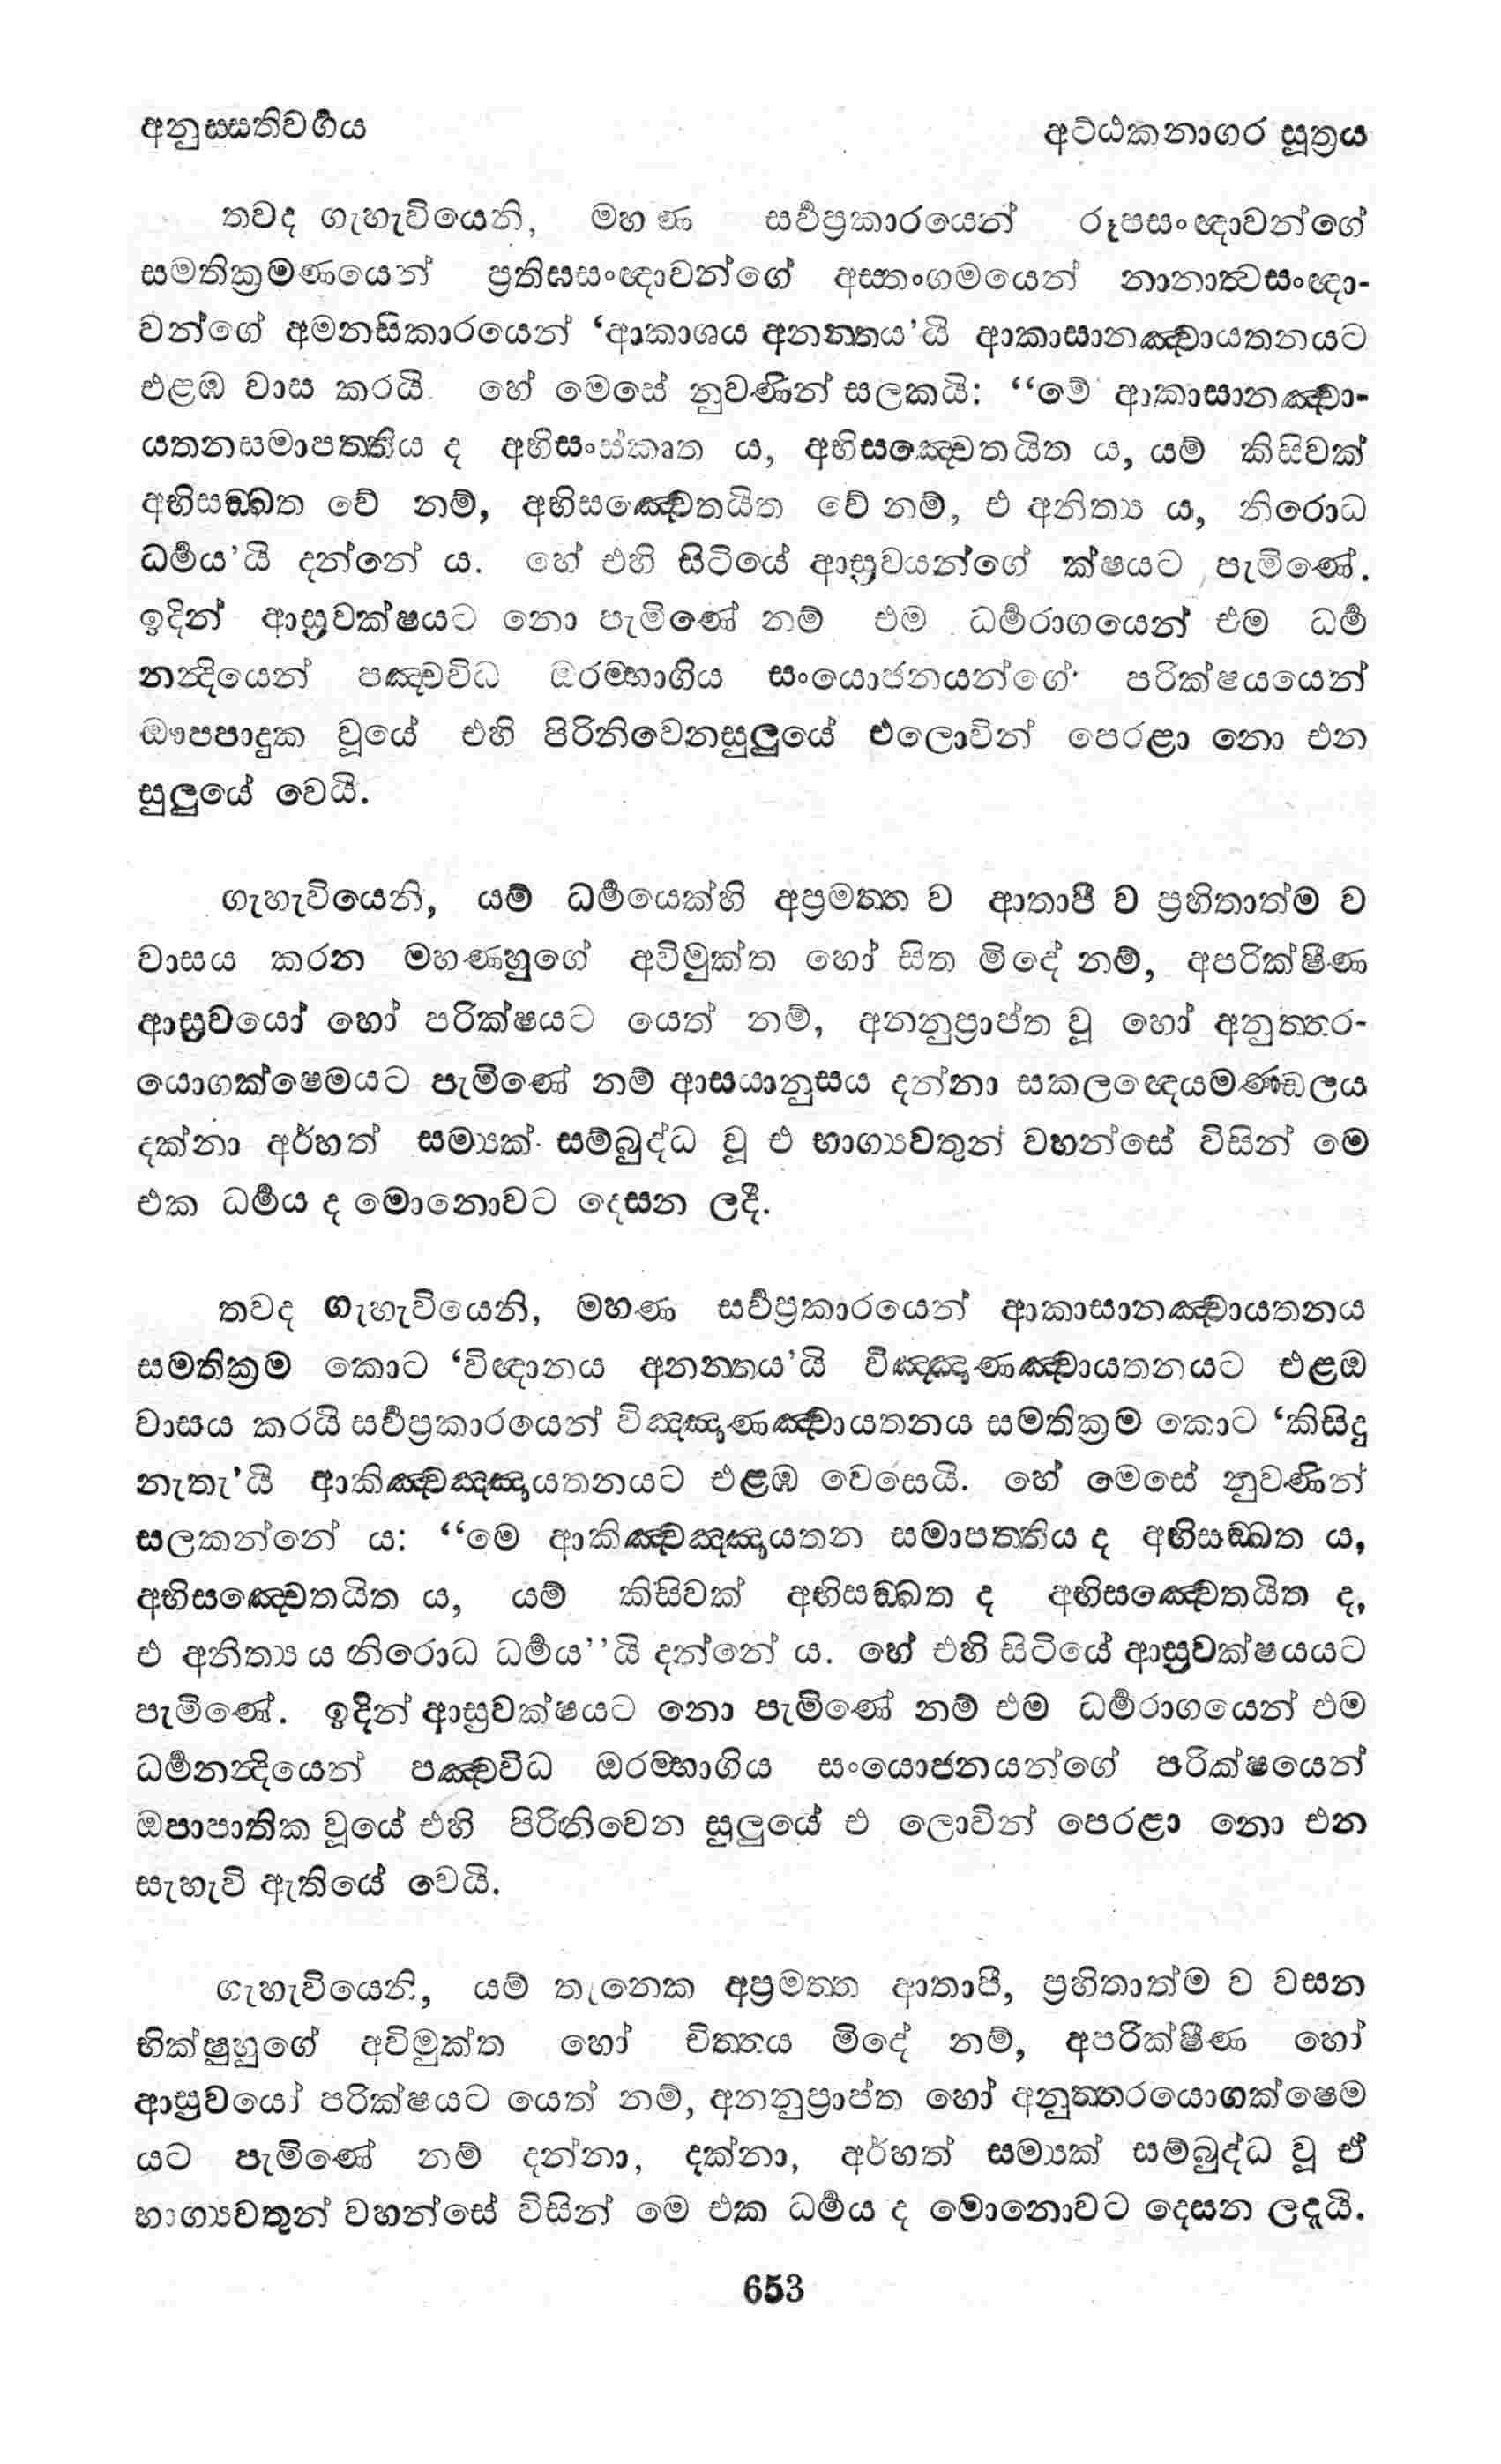 අනුස්සතිවර්‍ගය
අට්ඨකනාගර සූත්‍රය
තවද ගැහැවියෙනි, මහණ සර්‍වප්‍රකාරයෙන් රූපසංඥාවන්ගේ
සමතික්‍රමණයෙන් ප්‍රතිඝසංඥාවන්ගේ අස්තංගමයෙන් නානාත්‍වසංඥා-
වන්ගේ අමනසිකාරයෙන් ‘ආකාශය අනන්තය’යි ආකාසානඤ්චායතනයට
එළඹ වාස කරයි. හේ මෙසේ නුවණින් සලකයි: “මේ ආකාසානඤ්චා-
යතනසමාපත්තිය ද අභිසංස්කෘත ය, අභිසඤ්චෙතයිත ය, යම් කිසිවක්
අභිසඞ්ඛත වේ නම්, අභිසඤ්චෙතයිත වේ නම්, එ අනිත්‍ය ය, නිරොධ
ධර්‍මය’යි දන්නේ ය. හේ එහි සිටියේ ආස්‍රවයන්ගේ ක්ෂයට පැමිණේ.
ඉදින් ආස්‍රවක්ෂයට නො පැමිණේ නම් එම ධර්‍මරාගයෙන් එම ධර්‍ම
නන්‍දියෙන් පඤ්චවිධ ඔරම්භාගිය සංයොජනයන්ගේ පරික්ෂයයෙන්
ඖපපාදුක වූයේ එහි පිරිනිවෙනසුලුයේ එලොවින් පෙරළා නො එන
සුලුයේ වෙයි.
ගැහැවියෙනි, යම් ධර්‍මයෙක්හි අප්‍රමත්ත ව ආතාපී ව ප්‍රහිතාත්ම ව
වාසය කරන මහණහුගේ අවිමුක්ත හෝ සිත මිදේ නම්, අපරික්ෂීණ
ආස්‍රවයෝ හෝ පරික්ෂයට යෙත් නම්, අනනුප්‍රාප්ත වූ හෝ අනුත්තර-
යොගක්ෂෙමයට පැමිණේ නම් ආසයානුසය දන්නා සකලඥෙයමණ්ඩලය
දක්නා අර්හත් සම්‍යක් සම්බුද්ධ වූ එ භාග්‍යවතුන් වහන්සේ විසින් මෙ
එක ධර්‍මය ද මොනොවට දෙසන ලදී.
තවද ගැහැවියෙනි, මහණ සර්‍වප්‍රකාරයෙන් ආකාසානඤ්චායතනය
සමතික්‍රම කොට ‘විඥානය අනන්තය’යි විඤ්ඤාණඤ්චායතනයට එළඹ
වාසය කරයි සර්‍වප්‍රකාරයෙන් විඤ්ඤාණඤ්චායතනය සමතික්‍රම කොට ‘කිසිදු
නැතැ’යි ආකිඤ්චඤ්ඤායතනයට එළඹ වෙසෙයි. හේ මෙසේ නුවණින්
සලකන්නේ ය: “මෙ ආකිඤ්චඤ්ඤායතන සමාපත්තිය ද අභිසඞ්ඛත ය,
අභිසඤ්චෙතයිත ය, යම් කිසිවක් අභිසඞ්ඛත ද අභිසඤ්චෙතයිත ද,
එ අනිත්‍ය ය නිරොධ ධර්‍මය’’යි දන්නේ ය. හේ එහි සිටියේ ආස්‍රවක්ෂයයට
පැමිණේ. ඉදින් ආස්‍රවක්ෂයට නො පැමිණේ නම් එම ධර්‍මරාගයෙන් එම
ධර්‍මනන්‍දියෙන් පඤ්චවිධ ඔරම්භාගිය සංයොජනයන්ගේ පරික්ෂයෙන්
ඔපාපාතික වූයේ එහි පිරිනිවෙන සුලුයේ එ ලොවින් පෙරළා නො එන
සැහැවි ඇතියේ වෙයි.
ගැහැවියෙනි, යම් තැනෙක අප්‍රමත්ත ආතාපී, ප්‍රහිතාත්ම ව වසන
භික්ෂුහුගේ අවිමුක්ත හෝ චිත්තය මිදේ නම්, අපරික්ෂීණ හෝ
ආස්‍රවයෝ පරික්ෂයට යෙත් නම්, අනනුප්‍රාප්ත හෝ අනුත්තරයොගක්ෂෙම
යට පැමිණේ නම් දන්නා, දක්නා, අර්හත් සම්‍යක් සම්බුද්ධ වූ ඒ
භාග්‍යවතුන් වහන්සේ විසින් මෙ එක ධර්‍මය ද මොනොවට දෙසන ලදැයි.
653